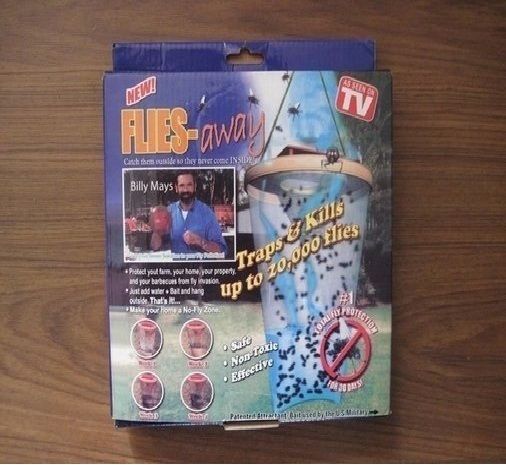 NEW!
AS SEEN ON
TV
FLIES-away
Catch them outside so they never come INSIDE!
Billy Mays
Traps & Kills
up to 20,000 flies
• Protect your farm, your home, your property,
and your barbecues from fly invasion.
• Just add water + Bait and hang
outside. That's it...
• Make your home a No-Fly Zone.
#1
TOTAL FLY PROTECTION
FOR 30 DAYS!
• Safe
• Non-Toxic
• Effective
Patented Attractant Bait used by the U.S Military